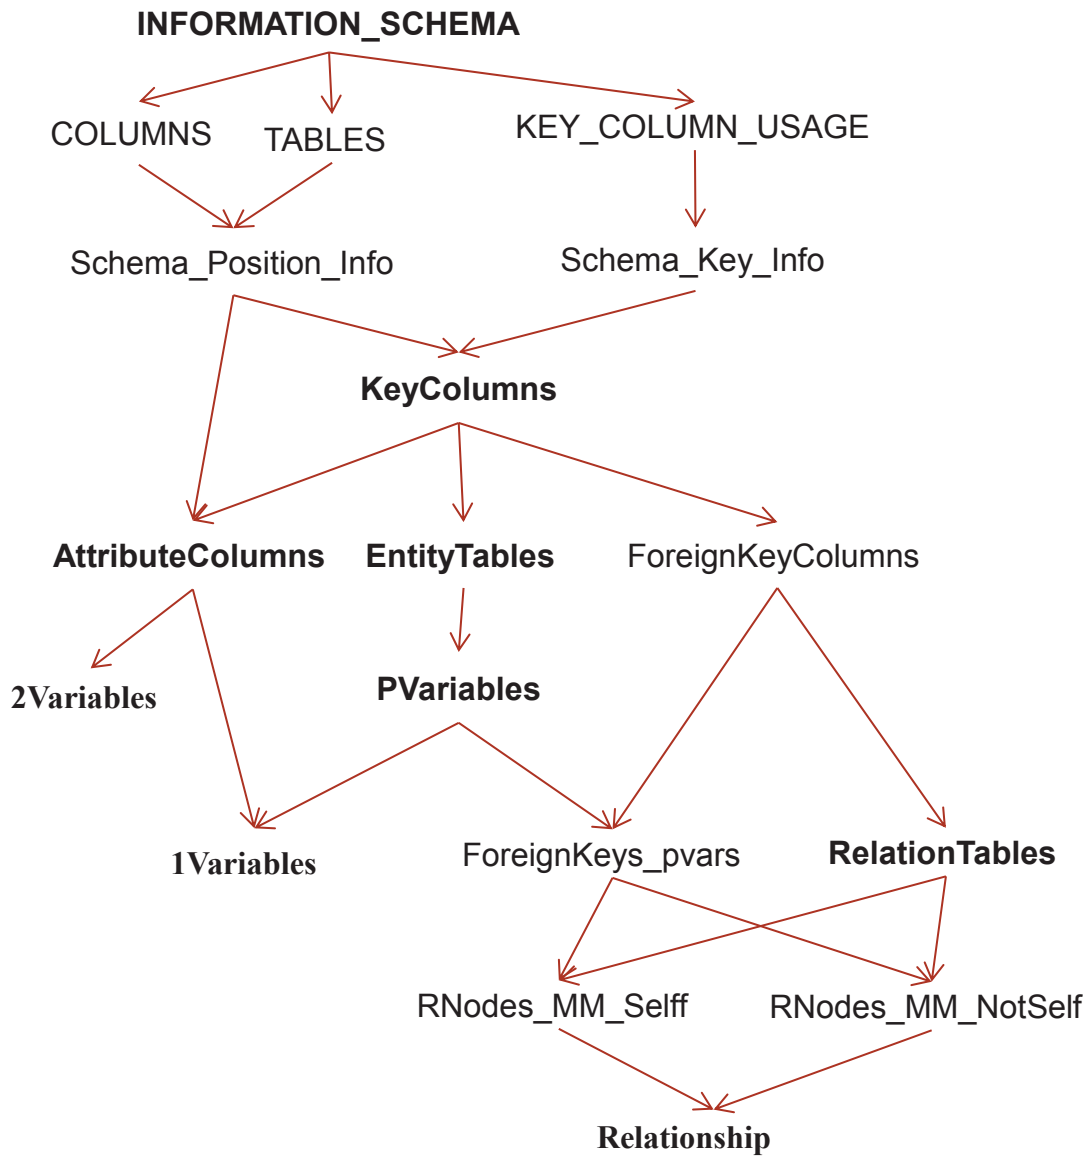 INFORMATION_SCHEMA
COLUMNS
TABLES
KEY_COLUMN_USAGE
Schema_Position_Info
Schema_Key_Info
KeyColumns
AttributeColumns
EntityTables
ForeignKeyColumns
2Variables
PVariables
1Variables
ForeignKeys_pvars
RelationTables
RNodes_MM_Selff
RNodes_MM_NotSelf
Relationship